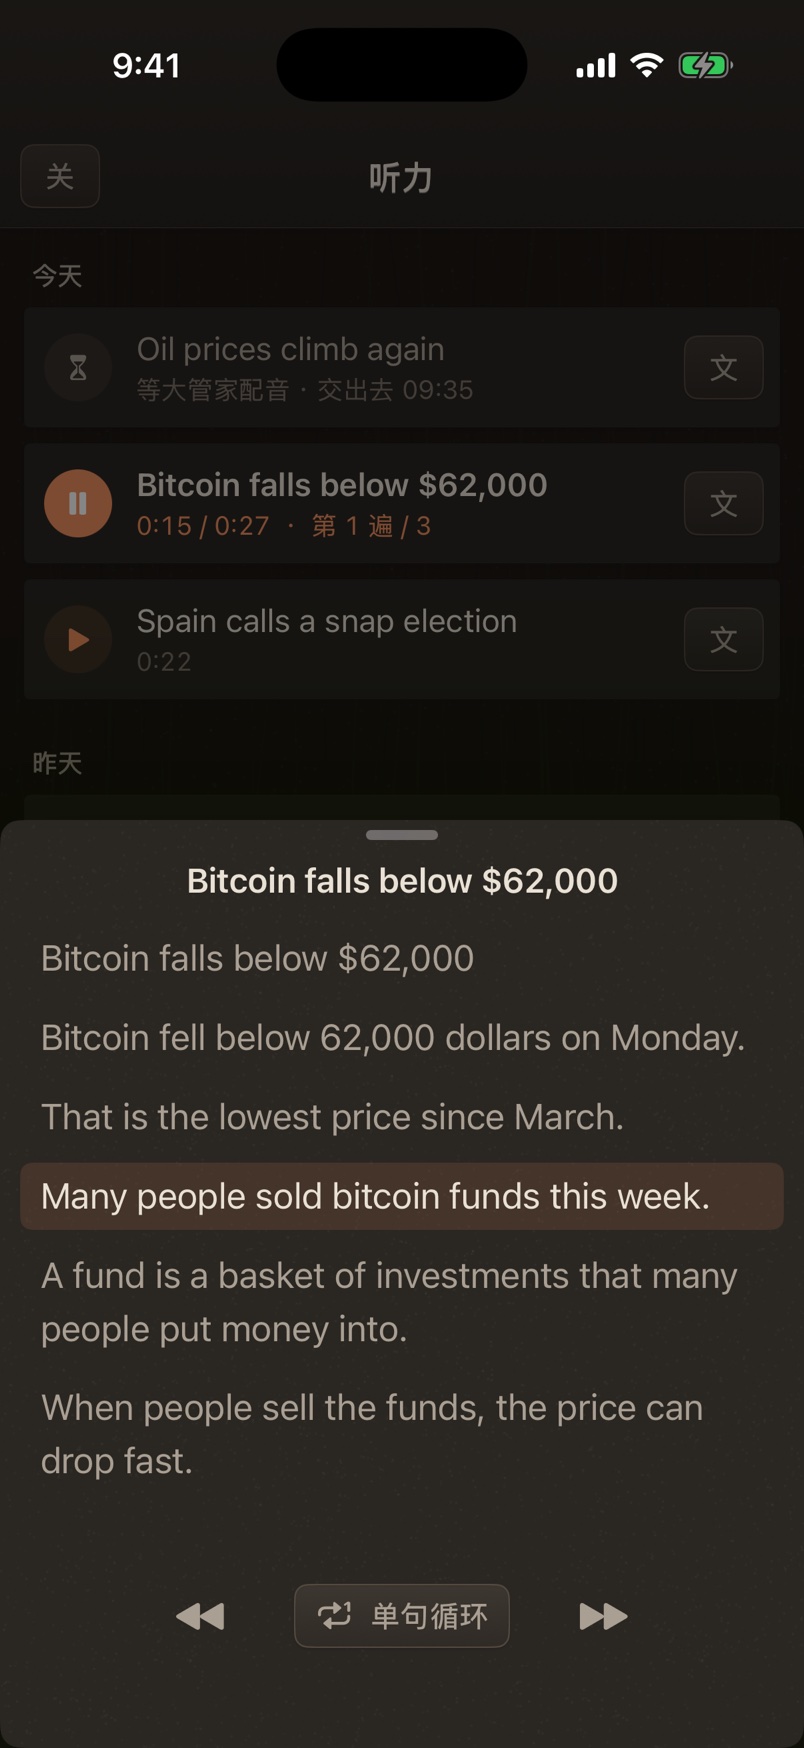 9:41
关
听力
今天
Oil prices climb again
等大管家配音 · 交出去 09:35
文
Bitcoin falls below $62,000
0:15 / 0:27 · 第 1 遍 / 3
文
Spain calls a snap election
0:22
文
昨天
Bitcoin falls below $62,000
Bitcoin falls below $62,000
Bitcoin fell below 62,000 dollars on Monday.
That is the lowest price since March.
Many people sold bitcoin funds this week.
A fund is a basket of investments that many
people put money into.
When people sell the funds, the price can
drop fast.
单句循环